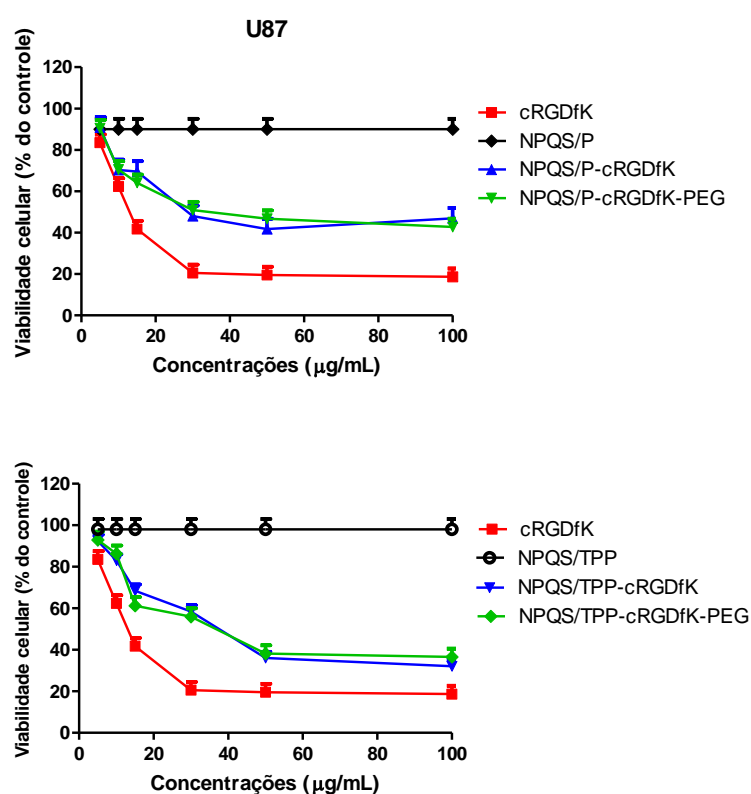 U87
Viabilidade celular (% do controle)
120
100
80
60
40
20
0
0 20 40 60 80 100
Concentrações (µg/mL)
cRGDfK
NPQS/P
NPQS/P-cRGDfK
NPQS/P-cRGDfK-PEG
Viabilidade celular (% do controle)
120
100
80
60
40
20
0
0 20 40 60 80 100
Concentrações (µg/mL)
cRGDfK
NPQS/TPP
NPQS/TPP-cRGDfK
NPQS/TPP-cRGDfK-PEG